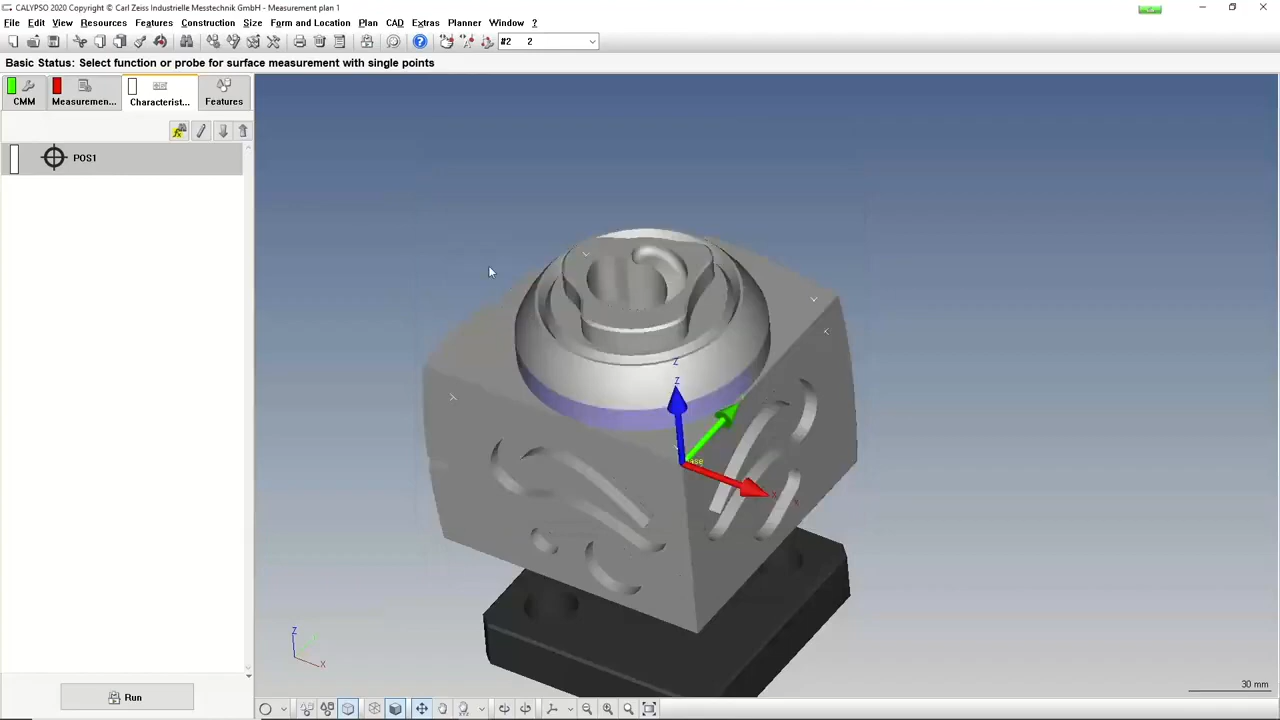 CALYPSO 2020 Copyright © Carl Zeiss Industrielle Messtechnik GmbH - Measurement plan 1
File Edit View Resources Features Construction Size Form and Location Plan CAD Extras Planner Window ?
#2 2
Basic Status: Select function or probe for surface measurement with single points
CMM Measuremen... Characterist... Features
POS1
Z
Z
ase
X
Z
X
30 mm
Run